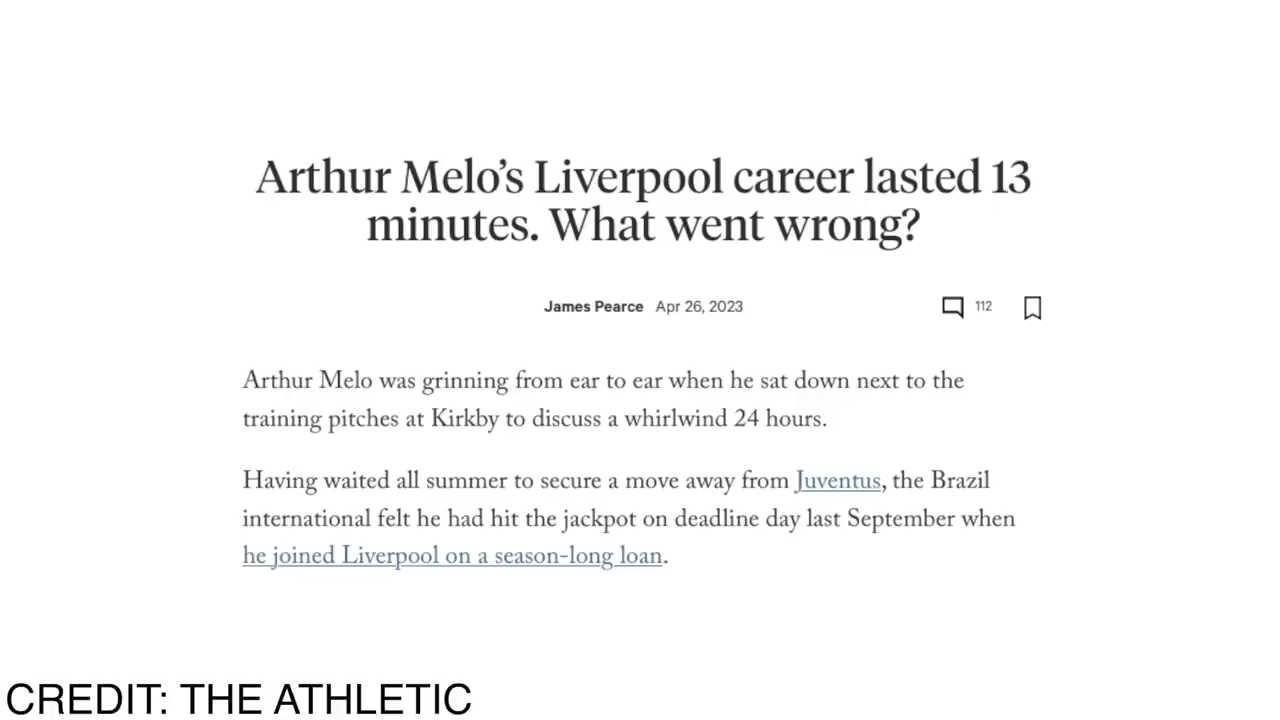 Arthur Melo’s Liverpool career lasted 13
minutes. What went wrong?
James Pearce Apr 26, 2023 112
Arthur Melo was grinning from ear to ear when he sat down next to the
training pitches at Kirkby to discuss a whirlwind 24 hours.
Having waited all summer to secure a move away from Juventus, the Brazil
international felt he had hit the jackpot on deadline day last September when
he joined Liverpool on a season-long loan.
CREDIT: THE ATHLETIC